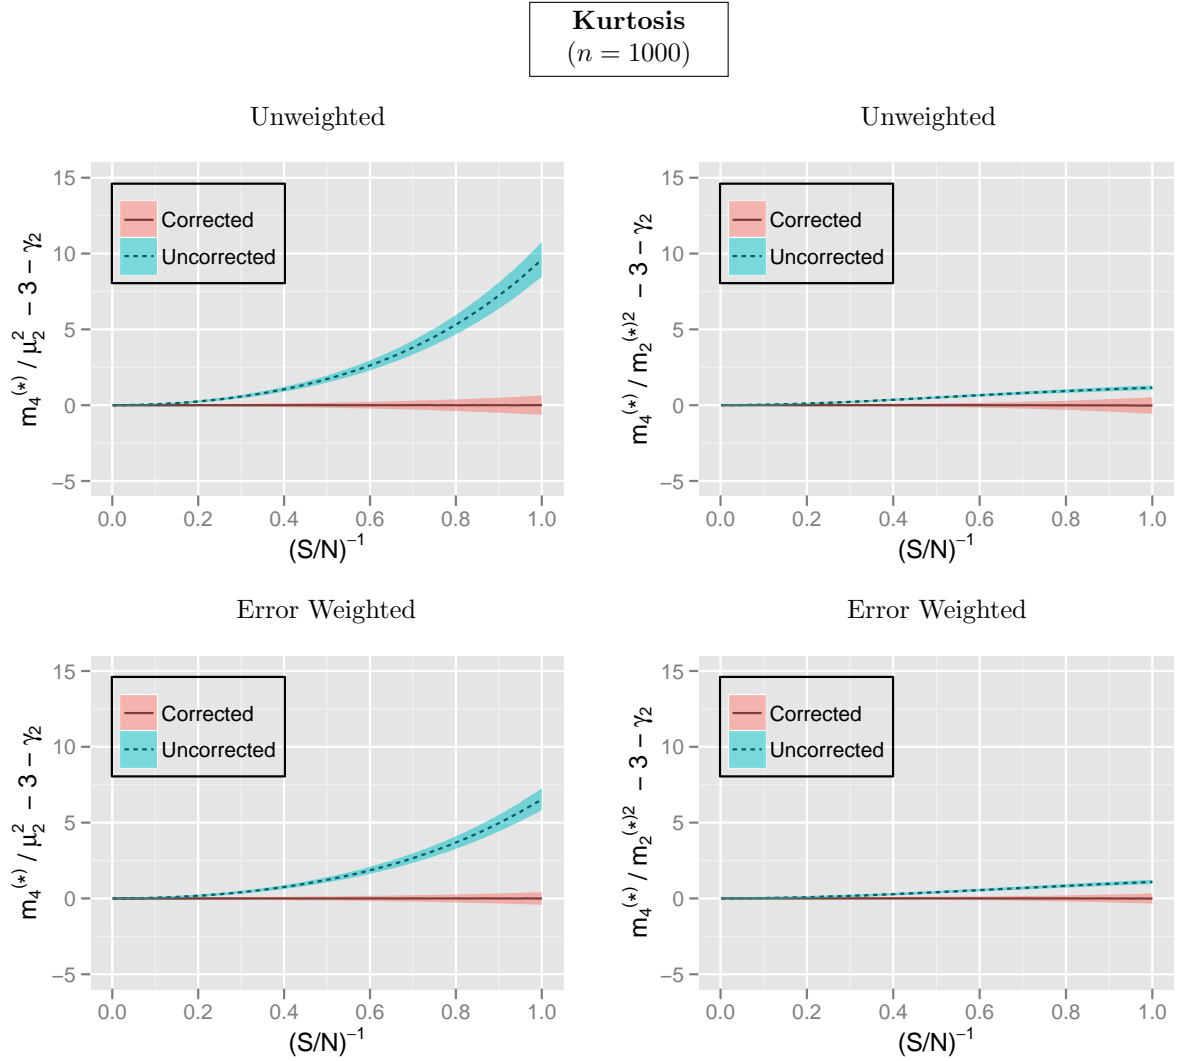 Kurtosis
(n = 1000)
Unweighted
m₄⁽*⁾ / μ₂² − 3 − γ₂
15
10
5
0
−5
Corrected
Uncorrected
0.0 0.2 0.4 0.6 0.8 1.0
(S/N)⁻¹
Unweighted
m₄⁽*⁾ / m₂⁽*⁾² − 3 − γ₂
15
10
5
0
−5
Corrected
Uncorrected
0.0 0.2 0.4 0.6 0.8 1.0
(S/N)⁻¹
Error Weighted
m₄⁽*⁾ / μ₂² − 3 − γ₂
15
10
5
0
−5
Corrected
Uncorrected
0.0 0.2 0.4 0.6 0.8 1.0
(S/N)⁻¹
Error Weighted
m₄⁽*⁾ / m₂⁽*⁾² − 3 − γ₂
15
10
5
0
−5
Corrected
Uncorrected
0.0 0.2 0.4 0.6 0.8 1.0
(S/N)⁻¹